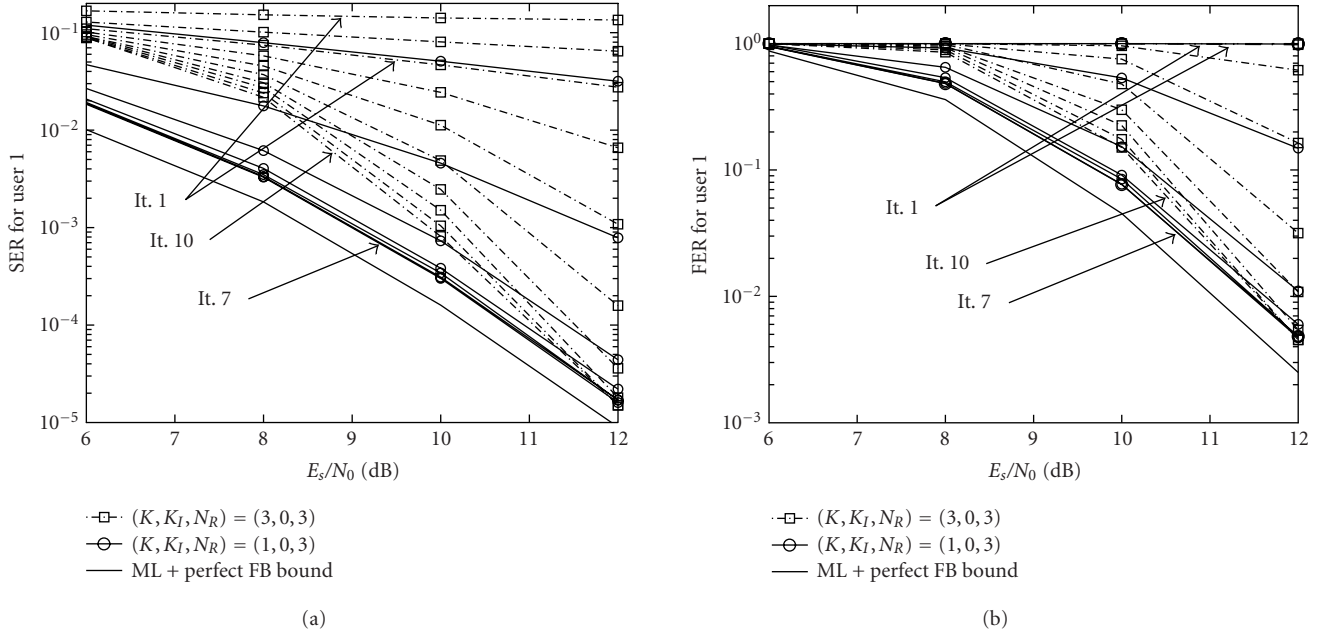 10⁻¹
10⁻²
10⁻³
10⁻⁴
10⁻⁵
SER for user 1
It. 1
It. 10
It. 7
6 7 8 9 10 11 12
E_s/N_0 (dB)
(K, K_I, N_R) = (3, 0, 3)
(K, K_I, N_R) = (1, 0, 3)
ML + perfect FB bound
(a)
10⁰
10⁻¹
10⁻²
10⁻³
FER for user 1
It. 1
It. 10
It. 7
6 7 8 9 10 11 12
E_s/N_0 (dB)
(K, K_I, N_R) = (3, 0, 3)
(K, K_I, N_R) = (1, 0, 3)
ML + perfect FB bound
(b)